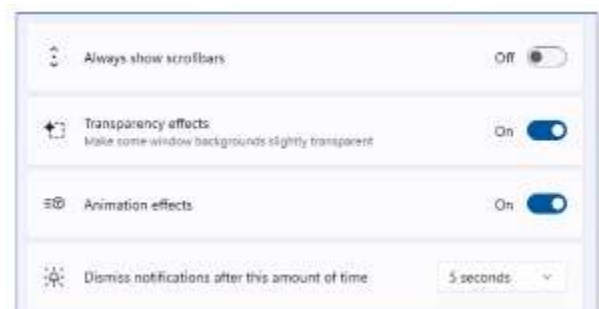 Always show scrollbars
Off
Transparency effects
Make some window backgrounds slightly transparent
On
Animation effects
On
Dismiss notifications after this amount of time
5 seconds